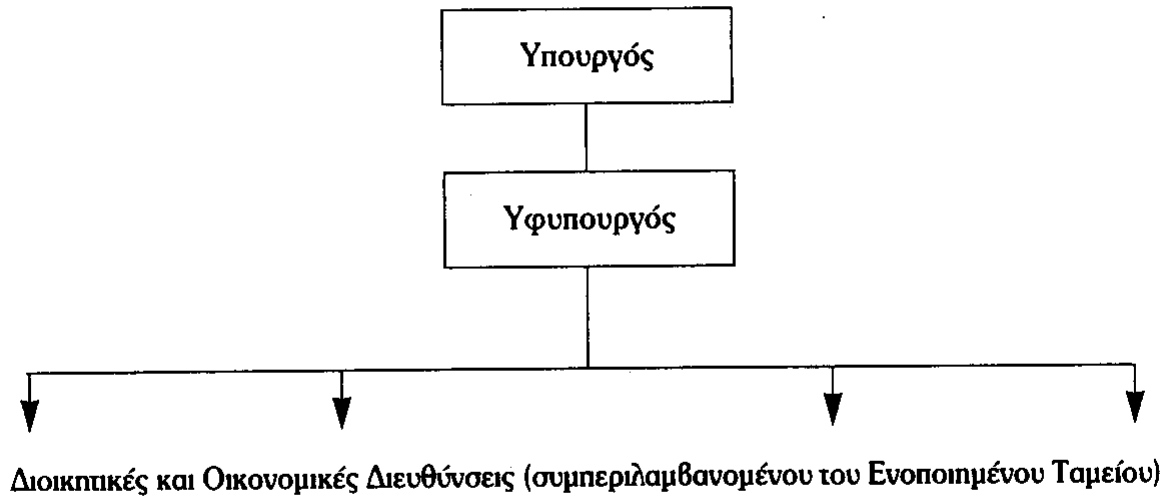 Υπουργός
Υφυπουργός
Διοικητικές και Οικονομικές Διευθύνσεις (συμπεριλαμβανομένου του Ενοποιημένου Ταμείου)